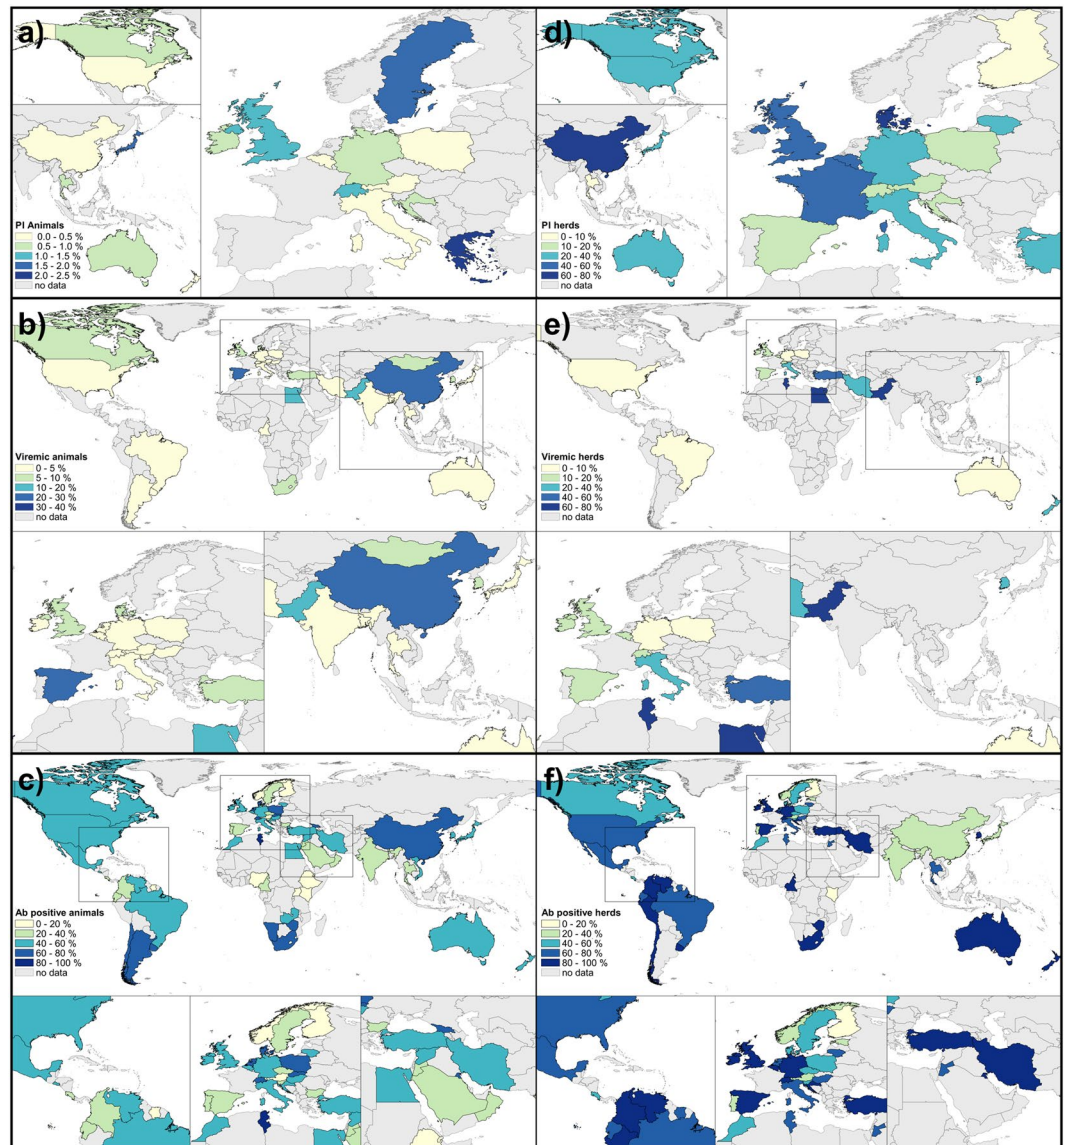 a)
PI Animals
0.0 - 0.5 %
0.5 - 1.0 %
1.0 - 1.5 %
1.5 - 2.0 %
2.0 - 2.5 %
no data
d)
PI herds
0 - 10 %
10 - 20 %
20 - 40 %
40 - 60 %
60 - 80 %
no data
b)
Viremic animals
0 - 5 %
5 - 10 %
10 - 20 %
20 - 30 %
30 - 40 %
no data
e)
Viremic herds
0 - 10 %
10 - 20 %
20 - 40 %
40 - 60 %
60 - 80 %
no data
c)
Ab positive animals
0 - 20 %
20 - 40 %
40 - 60 %
60 - 80 %
80 - 100 %
no data
f)
Ab positive herds
0 - 20 %
20 - 40 %
40 - 60 %
60 - 80 %
80 - 100 %
no data